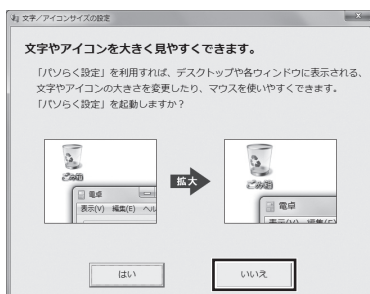 文字／アイコンサイズの設定
文字やアイコンを大きく見やすくできます。
「パソらく設定」を利用すれば、デスクトップや各ウィンドウに表示される、
文字やアイコンの大きさを変更したり、マウスを使いやすくできます。
「パソらく設定」を起動しますか？
ごみ箱
電卓
表示(V) 編集(E) ヘル
拡大
ごみ箱
電卓
表示(V) 編集(E)
はい
いいえ